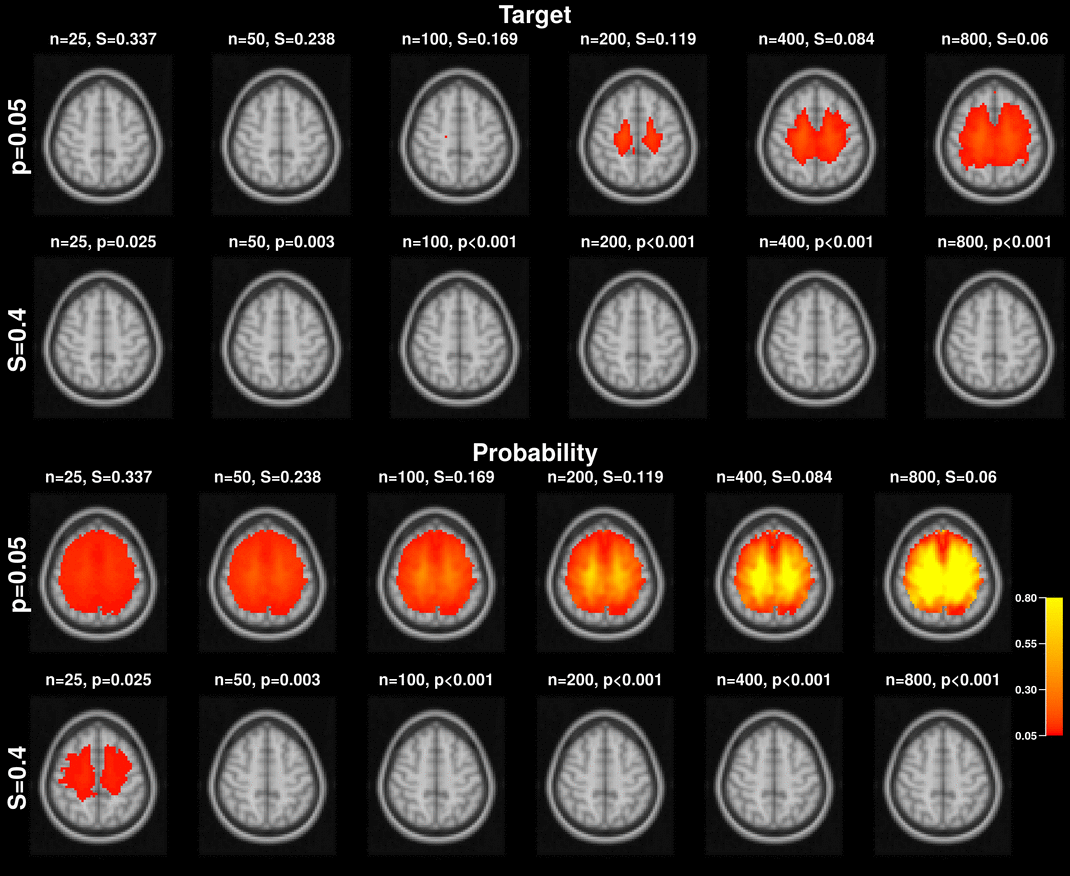 Target
n=25, S=0.337 n=50, S=0.238 n=100, S=0.169 n=200, S=0.119 n=400, S=0.084 n=800, S=0.06
p=0.05
n=25, p=0.025 n=50, p=0.003 n=100, p<0.001 n=200, p<0.001 n=400, p<0.001 n=800, p<0.001
S=0.4
Probability
n=25, S=0.337 n=50, S=0.238 n=100, S=0.169 n=200, S=0.119 n=400, S=0.084 n=800, S=0.06
p=0.05
0.80
0.55
0.30
0.05
n=25, p=0.025 n=50, p=0.003 n=100, p<0.001 n=200, p<0.001 n=400, p<0.001 n=800, p<0.001
S=0.4